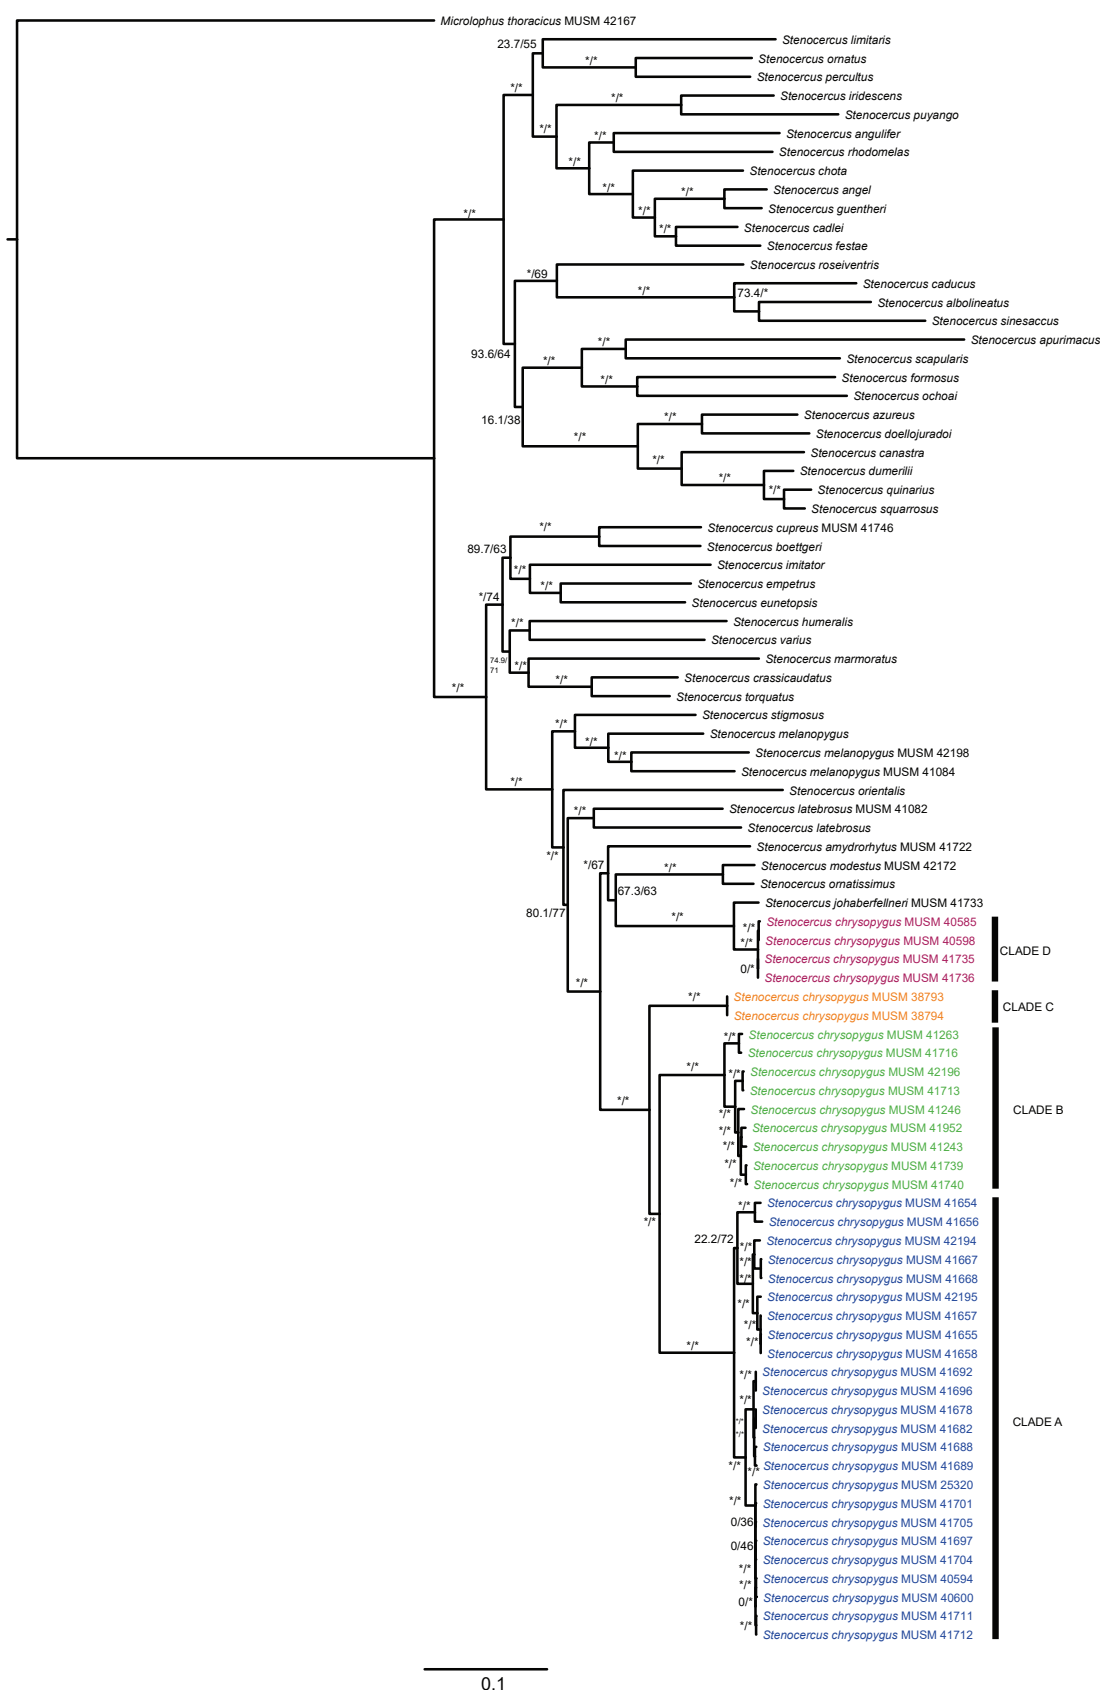 Microlophus thoracicus MUSM 42167
Stenocercus limitaris
23.7/55
Stenocercus ornatus
*/*
Stenocercus percultus
*/*
Stenocercus iridescens
*/*
Stenocercus puyango
*/*
Stenocercus angulifer
*/*
Stenocercus rhodomelas
*/*
Stenocercus chota
*/*
Stenocercus angel
*/*
Stenocercus guentheri
*/*
*/*
Stenocercus cadlei
*/*
Stenocercus festae
Stenocercus roseiventris
*/69
Stenocercus caducus
*/*
73.4/*
Stenocercus albolineatus
Stenocercus sinesaccus
Stenocercus apurimacus
*/*
93.6/64
Stenocercus scapularis
*/*
Stenocercus formosus
*/*
Stenocercus ochoai
Stenocercus azureus
*/*
16.1/38
Stenocercus doellojuradoi
*/*
Stenocercus canastra
*/*
Stenocercus dumerilii
*/*
Stenocercus quinarius
*/*
Stenocercus squarrosus
Stenocercus cupreus MUSM 41746
*/*
Stenocercus boettgeri
89.7/63
Stenocercus imitator
*/*
Stenocercus empetrus
*/*
Stenocercus eunetopsis
*/74
Stenocercus humeralis
*/*
Stenocercus varius
Stenocercus marmoratus
74.9/
71
*/*
Stenocercus crassicaudatus
*/*
*/*
Stenocercus torquatus
Stenocercus stigmosus
*/*
Stenocercus melanopygus
*/*
Stenocercus melanopygus MUSM 42198
*/*
Stenocercus melanopygus MUSM 41084
*/*
Stenocercus orientalis
Stenocercus latebrosus MUSM 41082
*/*
Stenocercus latebrosus
Stenocercus amydrorhytus MUSM 41722
*/*
*/67
Stenocercus modestus MUSM 42172
*/*
Stenocercus ornatissimus
67.3/63
Stenocercus johaberfellneri MUSM 41733
80.1/77
*/*
Stenocercus chrysopygus MUSM 40585
*/*
Stenocercus chrysopygus MUSM 40598
*/*
CLADE D
Stenocercus chrysopygus MUSM 41735
0/*
Stenocercus chrysopygus MUSM 41736
*/*
Stenocercus chrysopygus MUSM 38793
*/*
CLADE C
Stenocercus chrysopygus MUSM 38794
Stenocercus chrysopygus MUSM 41263
*/*
Stenocercus chrysopygus MUSM 41716
*/*
Stenocercus chrysopygus MUSM 42196
*/*
Stenocercus chrysopygus MUSM 41713
*/*
Stenocercus chrysopygus MUSM 41246
*/*
CLADE B
Stenocercus chrysopygus MUSM 41952
*/*
Stenocercus chrysopygus MUSM 41243
*/*
Stenocercus chrysopygus MUSM 41739
*/*
Stenocercus chrysopygus MUSM 41740
*/*
Stenocercus chrysopygus MUSM 41654
*/*
Stenocercus chrysopygus MUSM 41656
*/*
22.2/72
Stenocercus chrysopygus MUSM 42194
*/*
Stenocercus chrysopygus MUSM 41667
*/*
Stenocercus chrysopygus MUSM 41668
*/*
Stenocercus chrysopygus MUSM 42195
*/*
Stenocercus chrysopygus MUSM 41657
*/*
Stenocercus chrysopygus MUSM 41655
*/*
Stenocercus chrysopygus MUSM 41658
*/*
Stenocercus chrysopygus MUSM 41692
*/*
Stenocercus chrysopygus MUSM 41696
*/*
Stenocercus chrysopygus MUSM 41678
*/*
CLADE A
Stenocercus chrysopygus MUSM 41682
*/*
Stenocercus chrysopygus MUSM 41688
*/*
Stenocercus chrysopygus MUSM 41689
*/*
Stenocercus chrysopygus MUSM 25320
*/*
Stenocercus chrysopygus MUSM 41701
0/36
Stenocercus chrysopygus MUSM 41705
0/46
Stenocercus chrysopygus MUSM 41697
Stenocercus chrysopygus MUSM 41704
*/*
Stenocercus chrysopygus MUSM 40594
*/*
Stenocercus chrysopygus MUSM 40600
0/*
Stenocercus chrysopygus MUSM 41711
*/*
Stenocercus chrysopygus MUSM 41712
0.1